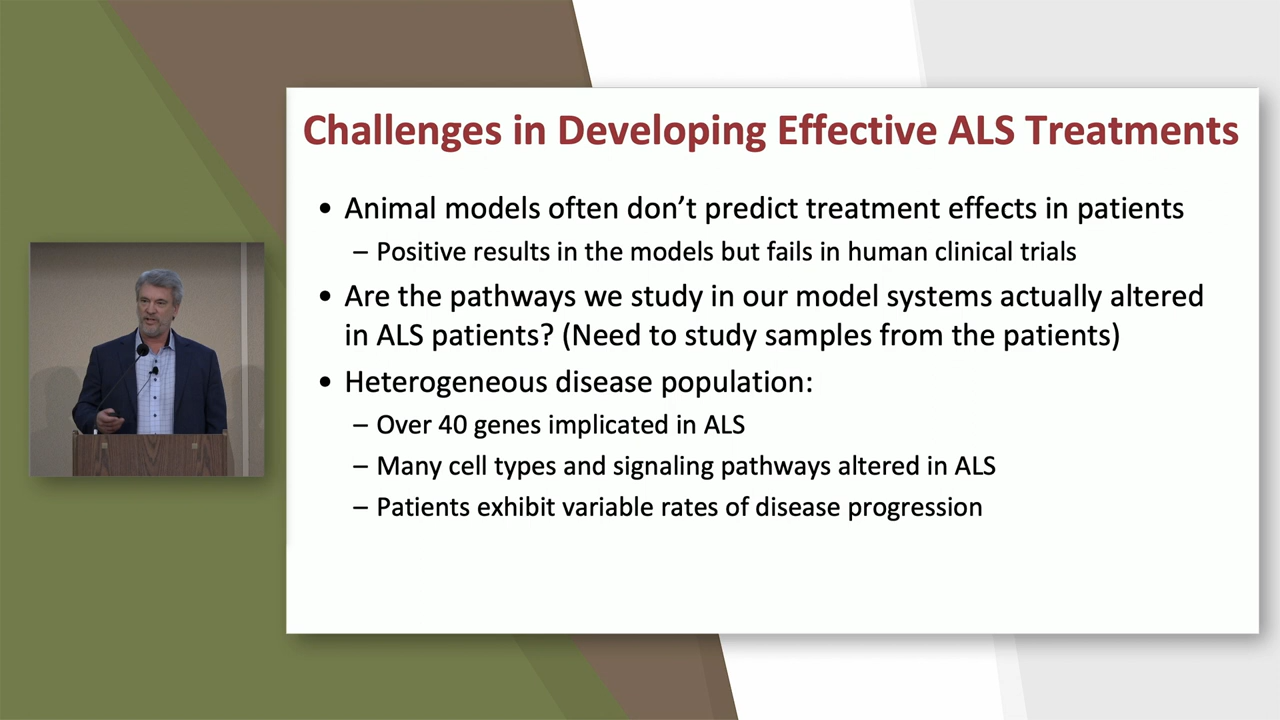 Challenges in Developing Effective ALS Treatments
• Animal models often don’t predict treatment effects in patients
– Positive results in the models but fails in human clinical trials
• Are the pathways we study in our model systems actually altered
in ALS patients? (Need to study samples from the patients)
• Heterogeneous disease population:
– Over 40 genes implicated in ALS
– Many cell types and signaling pathways altered in ALS
– Patients exhibit variable rates of disease progression